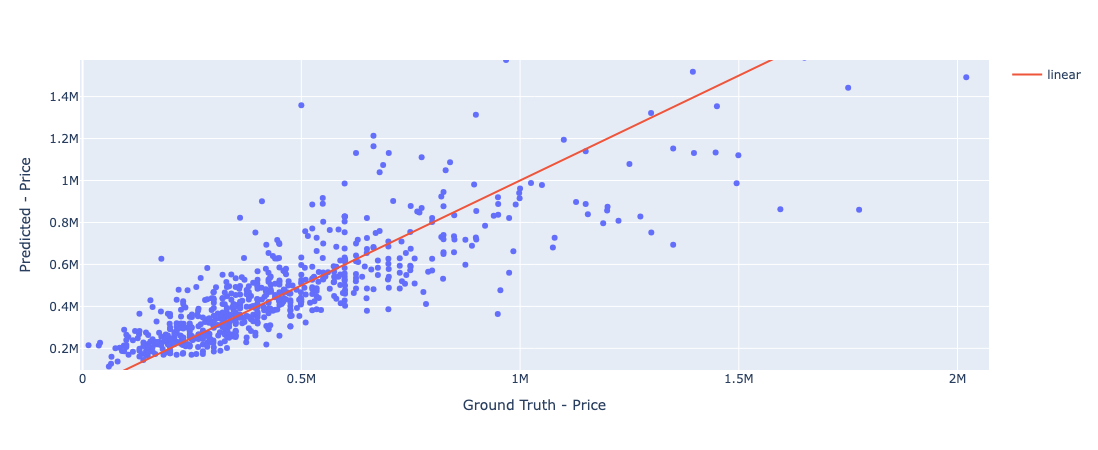 linear
1.4M
1.2M
1M
0.8M
0.6M
0.4M
0.2M
Predicted - Price
0
0.5M
1M
1.5M
2M
Ground Truth - Price